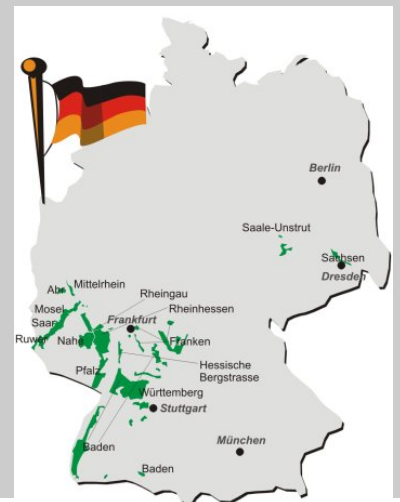 Berlin
Saale-Unstrut
Sachsen
Dresden
Ahr
Mittelrhein
Rheingau
Mosel
Saar
Rheinhessen
Frankfurt
Ruwer
Nahe
Franken
Hessische
Bergstrasse
Pfalz
Württemberg
Stuttgart
München
Baden
Baden